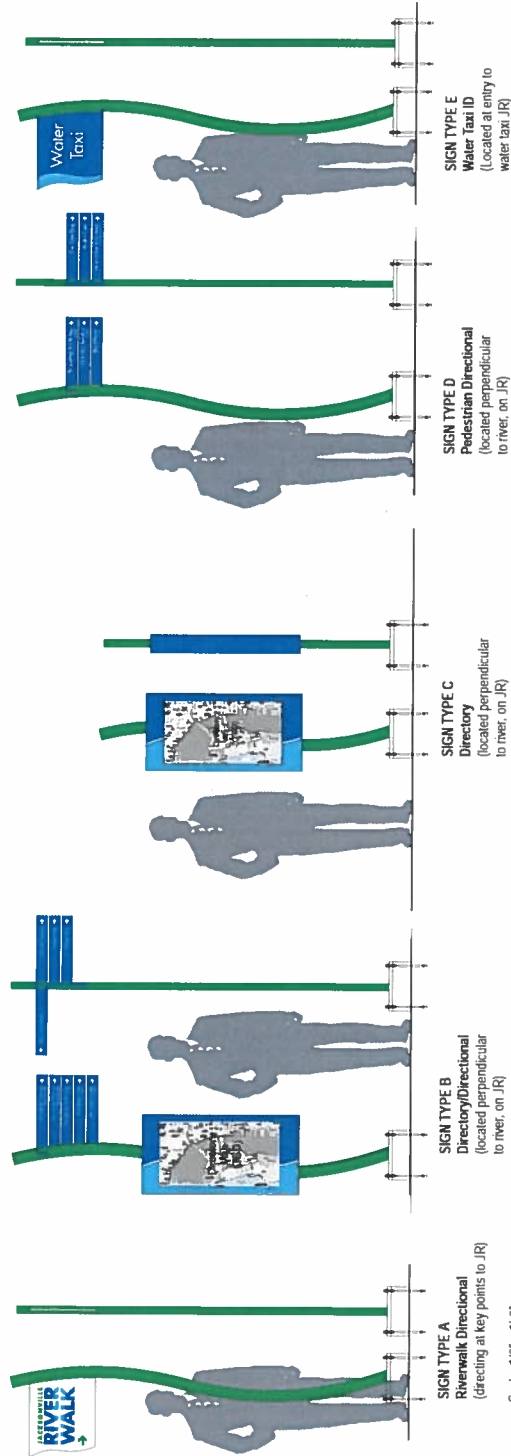 JACKSONVILLE
RIVER
WALK
SIGN TYPE A
Riverwalk Directional
(directing at key points to JR)
SIGN TYPE B
Directory/Directional
(located perpendicular
to river, on JR)
SIGN TYPE C
Directory
(located perpendicular
to river, on JR)
SIGN TYPE D
Pedestrian Directional
(located perpendicular
to river, on JR)
Water
Taxi
SIGN TYPE E
Water Taxi ID
(Located at entry to
water taxi JR)